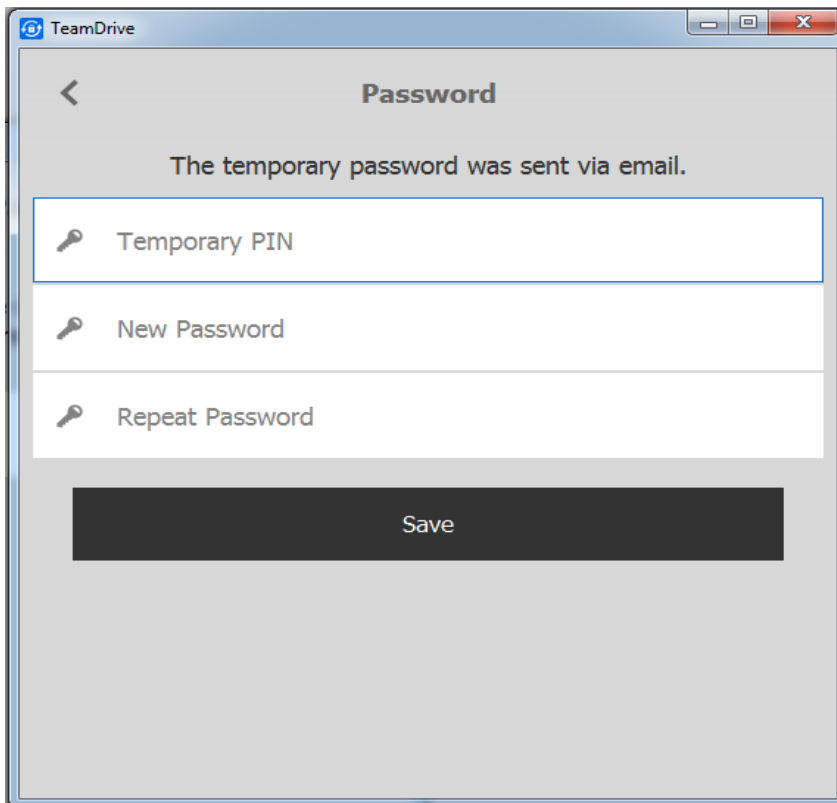 TeamDrive
Password
The temporary password was sent via email.
Temporary PIN
New Password
Repeat Password
Save